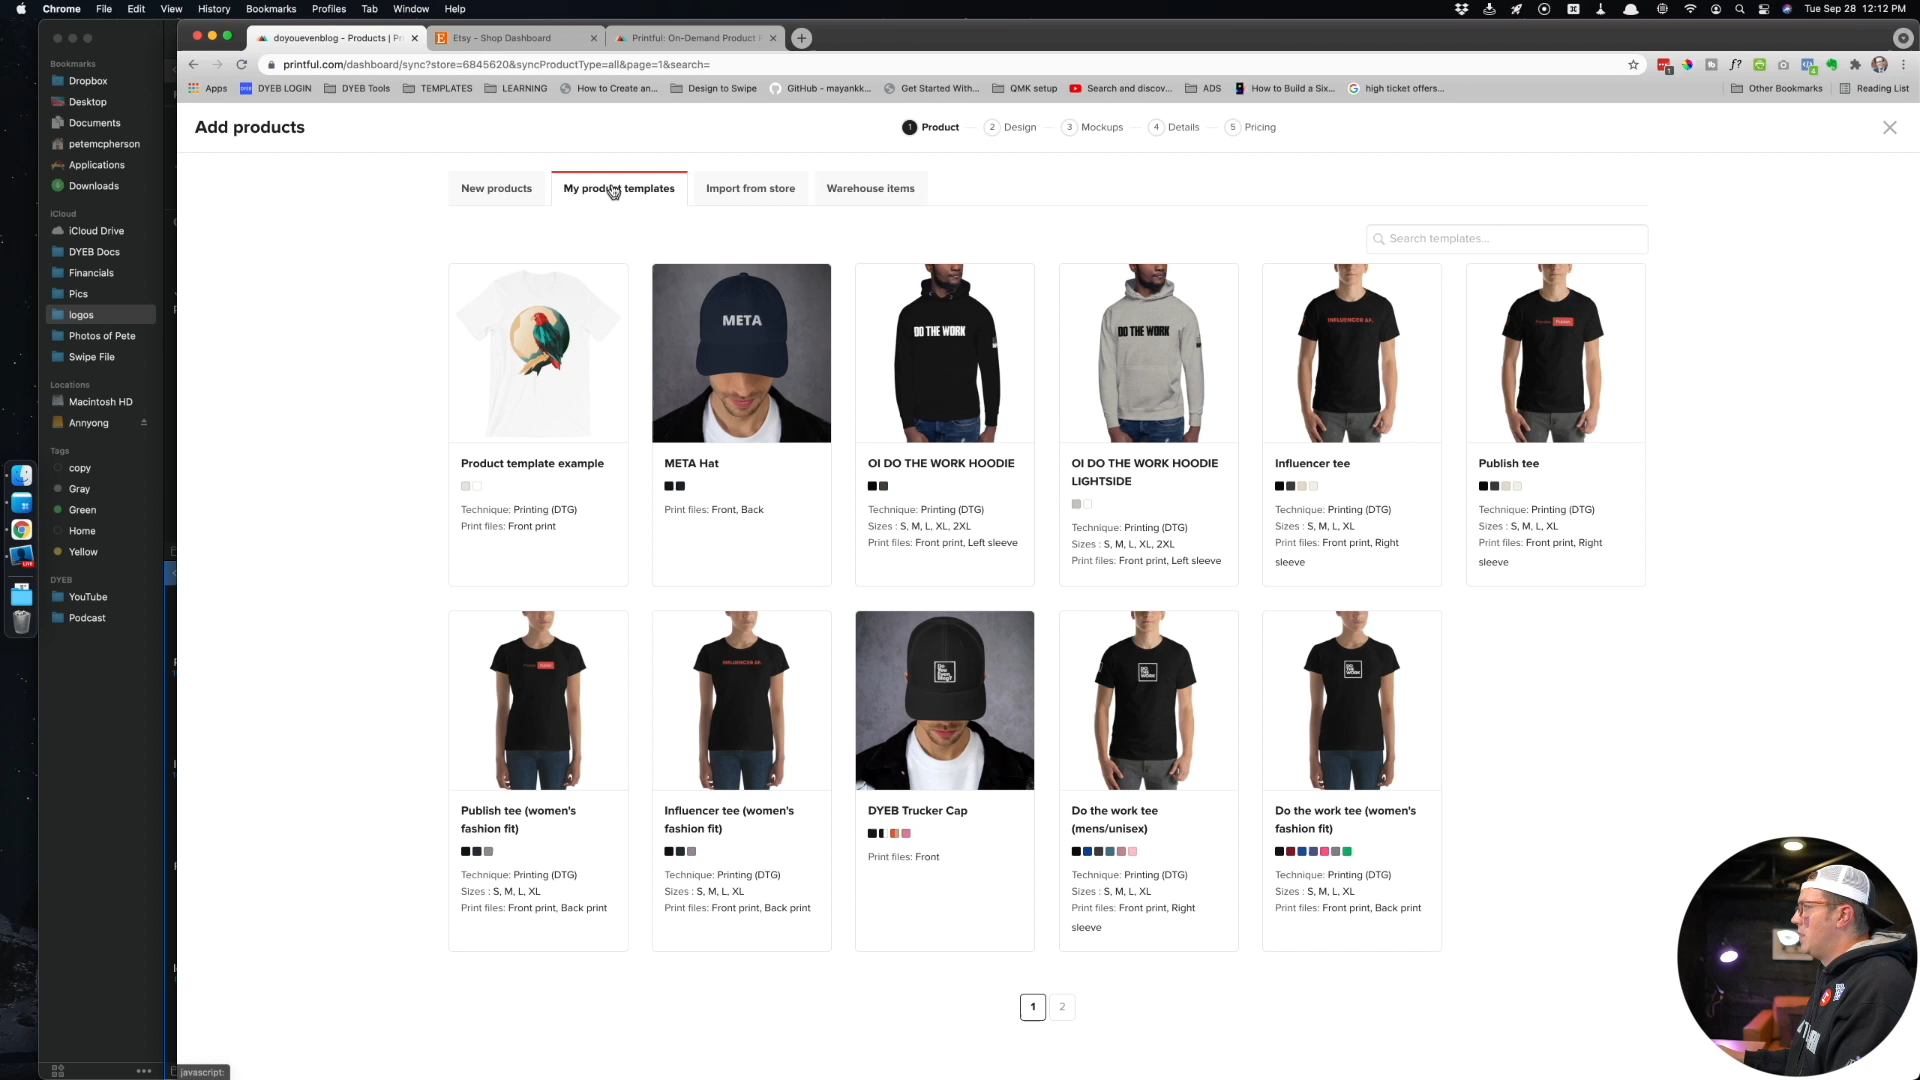 Chrome File Edit View History Bookmarks Profiles Tab Window Help
Tue Sep 28 12:12 PM
doyouevenblog - Products | Pr
Etsy - Shop Dashboard
Printful: On-Demand Product F
printful.com/dashboard/sync?store=6845620&syncProductType=all&page=1&search=
Apps
DYEB LOGIN
DYEB Tools
TEMPLATES
LEARNING
How to Create an...
Design to Swipe
GitHub - mayankk...
Get Started With...
QMK setup
Search and discov...
ADS
How to Build a Six...
high ticket offers...
Other Bookmarks
Reading List
Bookmarks
Dropbox
Desktop
Documents
petemcpherson
Applications
Downloads
iCloud
iCloud Drive
DYEB Docs
Financials
Pics
logos
Photos of Pete
Swipe File
Locations
Macintosh HD
Annyong
Tags
copy
Gray
Green
Home
Yellow
DYEB
YouTube
Podcast
Add products
1 Product
2 Design
3 Mockups
4 Details
5 Pricing
New products
My product templates
Import from store
Warehouse items
Search templates...
META
DO THE WORK
DO THE WORK
INFLUENCER AF.
Publish
Product template example
Technique: Printing (DTG)
Print files: Front print
META Hat
Print files: Front, Back
OI DO THE WORK HOODIE
Technique: Printing (DTG)
Sizes : S, M, L, XL, 2XL
Print files: Front print, Left sleeve
OI DO THE WORK HOODIE
LIGHTSIDE
Technique: Printing (DTG)
Sizes : S, M, L, XL, 2XL
Print files: Front print, Left sleeve
Influencer tee
Technique: Printing (DTG)
Sizes : S, M, L, XL
Print files: Front print, Right
sleeve
Publish tee
Technique: Printing (DTG)
Sizes : S, M, L, XL
Print files: Front print, Right
sleeve
INFLUENCER AF.
Do
You
Even
Blog?
DO
THE
WORK
DO
THE
WORK
Publish tee (women's
fashion fit)
Technique: Printing (DTG)
Sizes : S, M, L, XL
Print files: Front print, Back print
Influencer tee (women's
fashion fit)
Technique: Printing (DTG)
Sizes : S, M, L, XL
Print files: Front print, Back print
DYEB Trucker Cap
Print files: Front
Do the work tee
(mens/unisex)
Technique: Printing (DTG)
Sizes : S, M, L, XL
Print files: Front print, Right
sleeve
Do the work tee (women's
fashion fit)
Technique: Printing (DTG)
Sizes : S, M, L, XL
Print files: Front print, Back print
1
2
javascript: